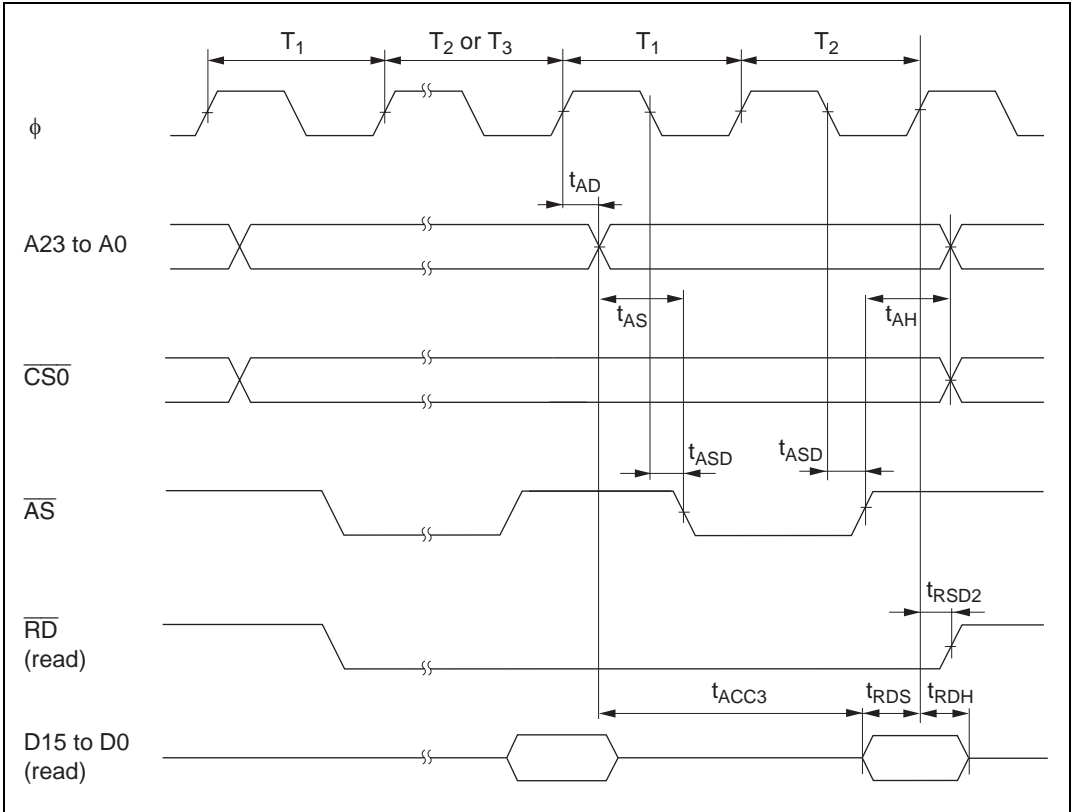 T1 T2 or T3 T1 T2
ϕ
tAD
A23 to A0
tAS tAH
CS0
tASD tASD
AS
tRSD2
RD
(read)
tACC3 tRDS tRDH
D15 to D0
(read)